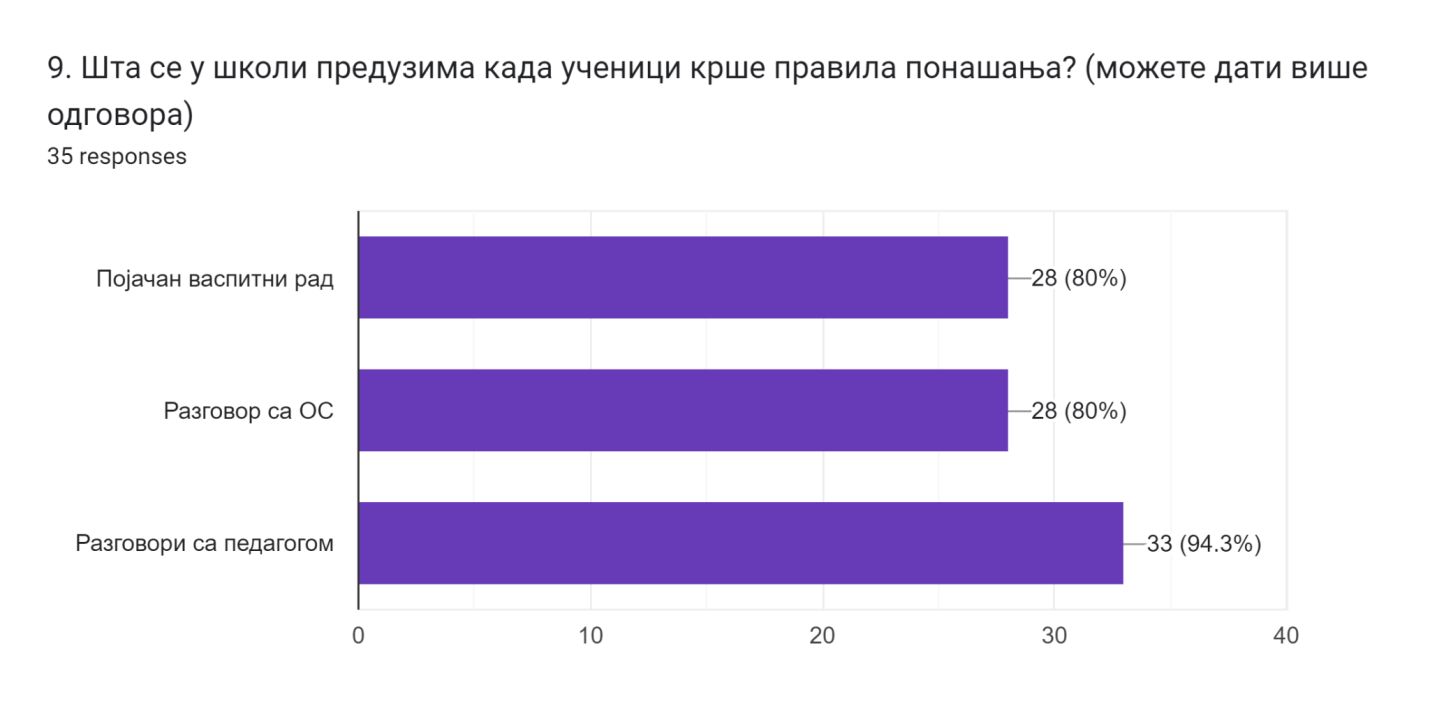 9. Шта се у школи предузима када ученици крше правила понашања? (можете дати више
одговора)
35 responses
Појачан васпитни рад
28 (80%)
Разговор са ОС
28 (80%)
Разговори са педагогом
33 (94.3%)
0 10 20 30 40